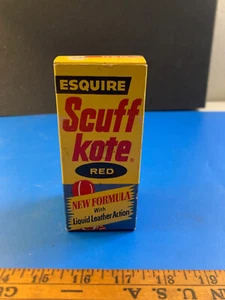 ESQUIRE
Scuff
kote®
RED
NEW FORMULA
With
Liquid Leather Action